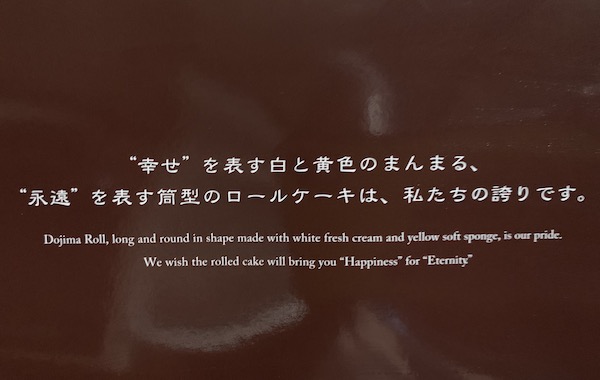 “幸せ” を表す白と黄色のまんまる、
“永遠” を表す筒型のロールケーキは、私たちの誇りです。
Dojima Roll, long and round in shape made with white fresh cream and yellow soft sponge, is our pride.
We wish the rolled cake will bring you “Happiness” for “Eternity.”